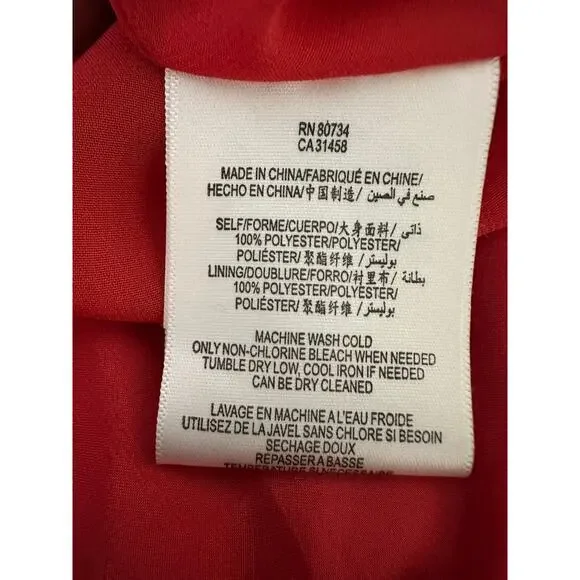 RN 80734
CA 31458
MADE IN CHINA/FABRIQUÉ EN CHINE/
HECHO EN CHINA/中国制造/ صنع في الصين
SELF/FORME/CUERPO/大身面料/ ذاتى
100% POLYESTER/POLYESTER/
POLIÉSTER/ 聚酯纤维 /بوليستر
LINING/DOUBLURE/FORRO/衬里布/ بطانة
100% POLYESTER/POLYESTER/
POLIÉSTER/ 聚酯纤维 /بوليستر
MACHINE WASH COLD
ONLY NON-CHLORINE BLEACH WHEN NEEDED
TUMBLE DRY LOW, COOL IRON IF NEEDED
CAN BE DRY CLEANED
LAVAGE EN MACHINE A L'EAU FROIDE
UTILISEZ DE LA JAVEL SANS CHLORE SI BESOIN
SECHAGE DOUX
REPASSER A BASSE
TEMPERATURE SI NECESSAIRE